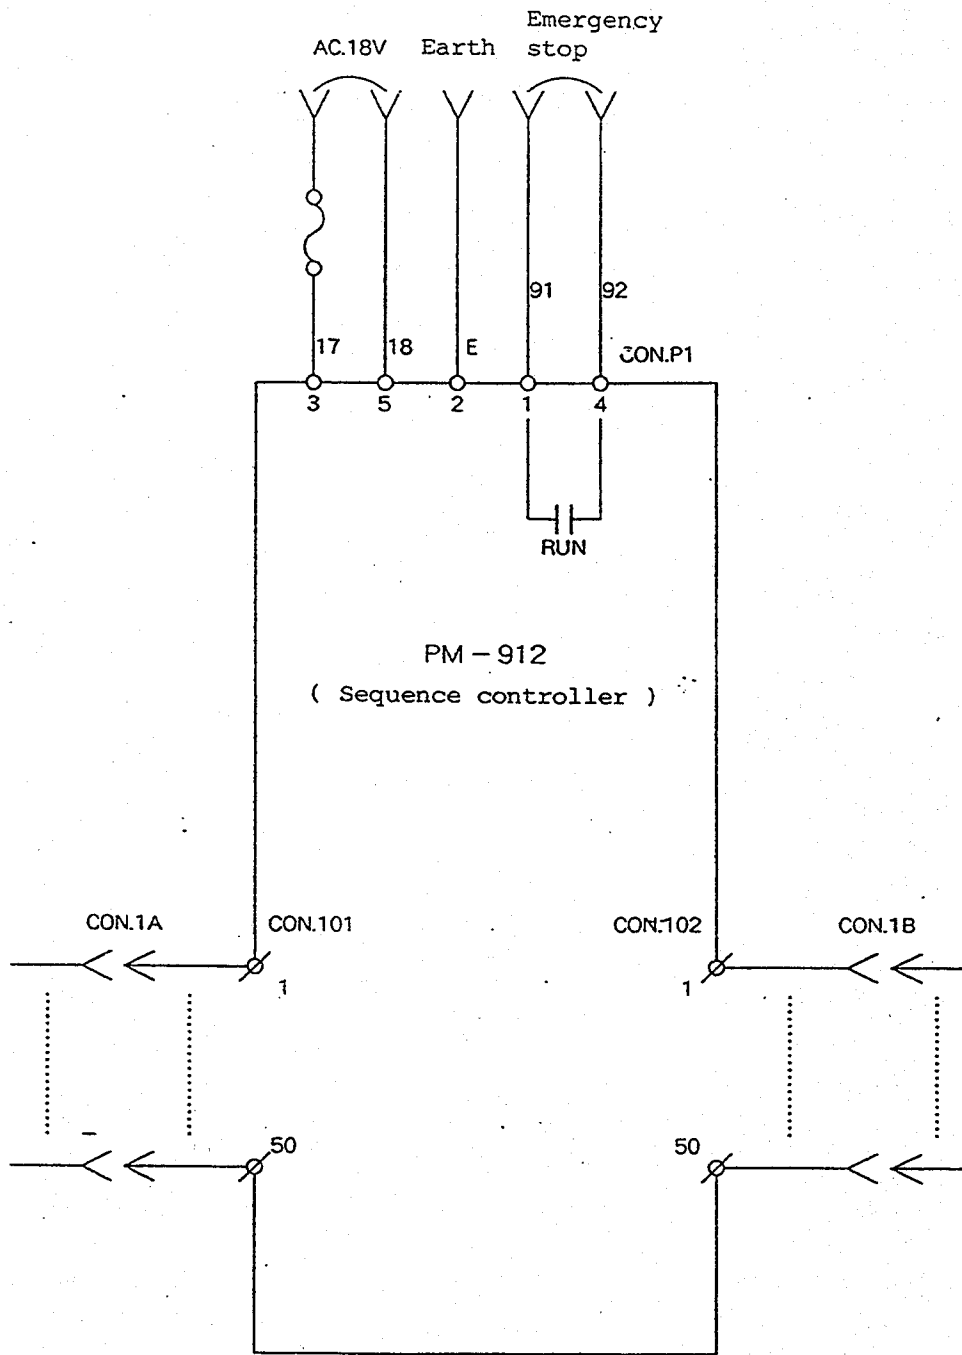 Emergency
AC.18V Earth stop
91 92
17 18 E CON.P1
3 5 2 1 4
RUN
PM-912
( Sequence controller )
CON.1A CON.101 CON.102 CON.1B
1 1
50 50